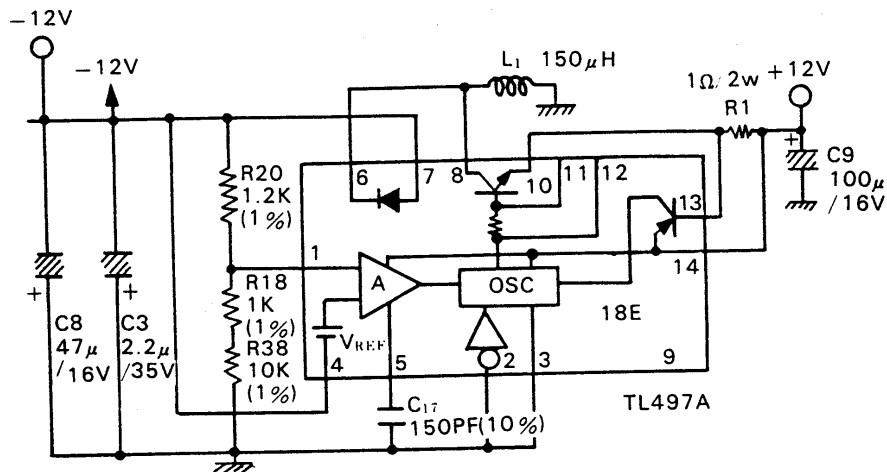 −12V
−12V
L₁ 150μH
1Ω/2w
+12V
R1
+
C9
100μ
/16V
6
7
8
10
11
12
13
14
R20
1.2K
(1%)
1
R18
1K
(1%)
R38
10K
(1%)
A
OSC
18E
VREF
4
5
2
3
9
+
C8
47μ
/16V
+
C3
2.2μ
/35V
C₁₇
150PF(10%)
TL497A